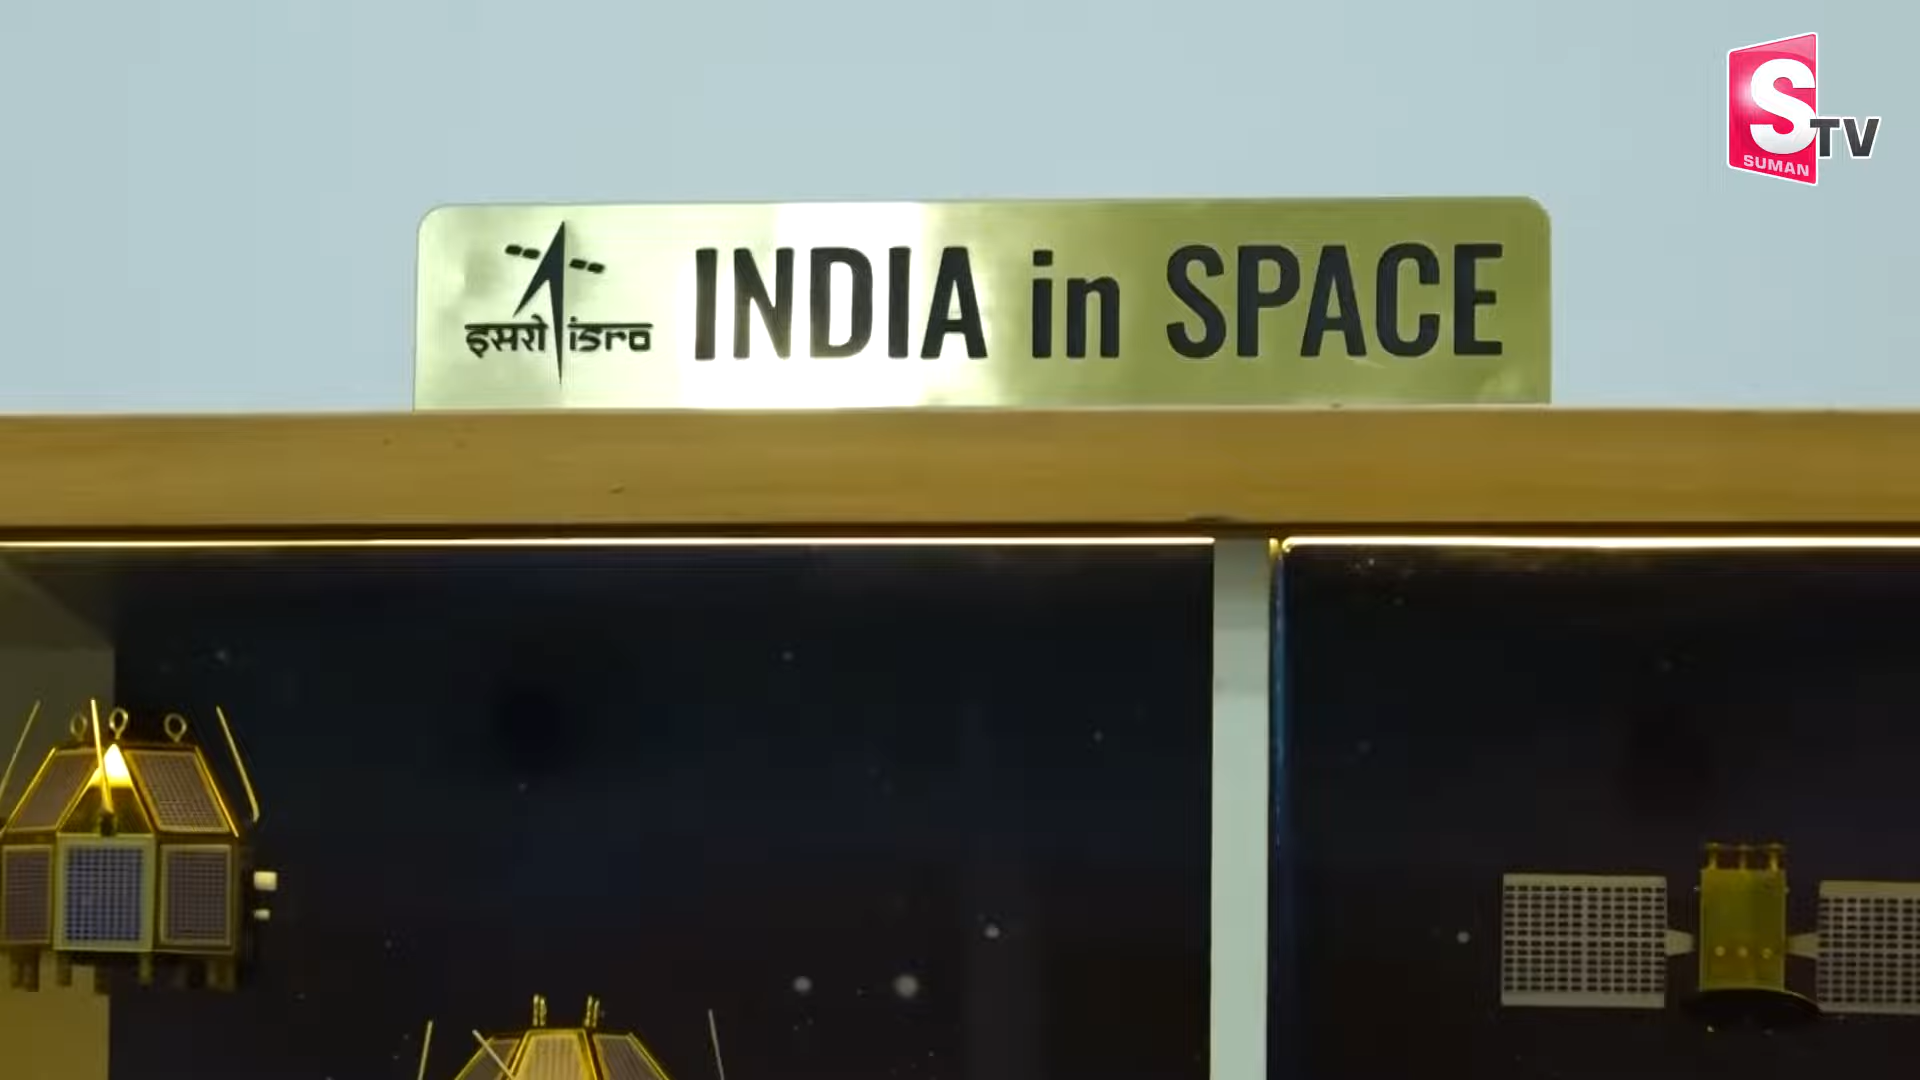 इसरो isro INDIA in SPACE
S TV
SUMAN